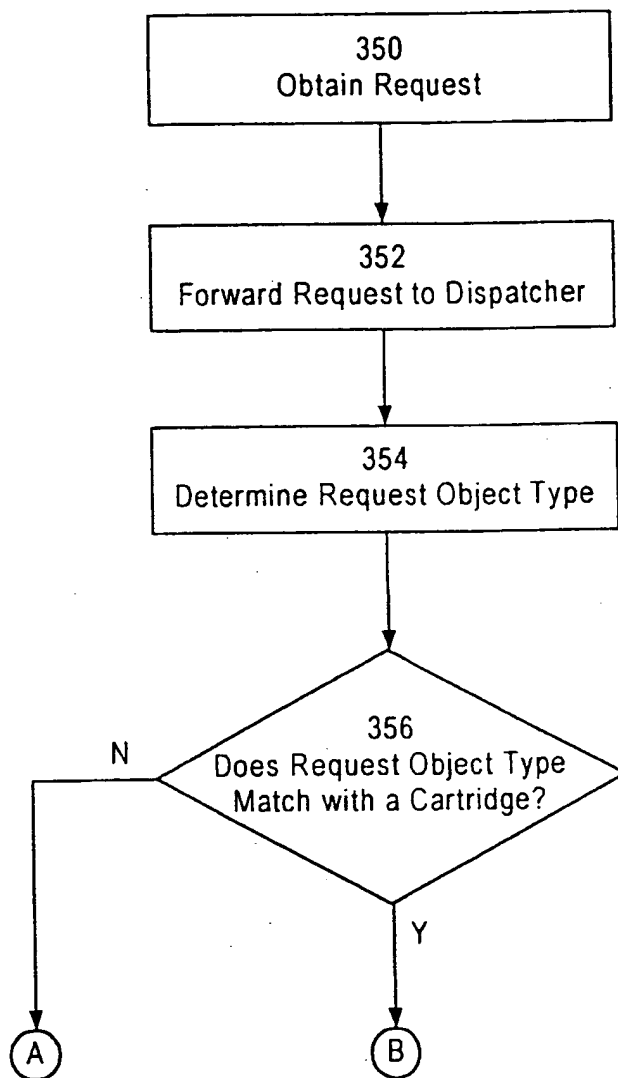 350
Obtain Request
352
Forward Request to Dispatcher
354
Determine Request Object Type
356
Does Request Object Type
Match with a Cartridge?
N
Y
A
B